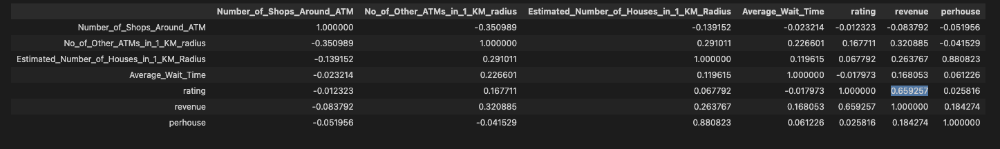 Number_of_Shops_Around_ATM No_of_Other_ATMs_in_1_KM_radius Estimated_Number_of_Houses_in_1_KM_Radius Average_Wait_Time rating revenue perhouse
Number_of_Shops_Around_ATM 1.000000 -0.350989 -0.139152 -0.023214 -0.012323 -0.083792 -0.051956
No_of_Other_ATMs_in_1_KM_radius -0.350989 1.000000 0.291011 0.226601 0.167711 0.320885 -0.041529
Estimated_Number_of_Houses_in_1_KM_Radius -0.139152 0.291011 1.000000 0.119615 0.067792 0.263767 0.880823
Average_Wait_Time -0.023214 0.226601 0.119615 1.000000 -0.017973 0.168053 0.061226
rating -0.012323 0.167711 0.067792 -0.017973 1.000000 0.659257 0.025816
revenue -0.083792 0.320885 0.263767 0.168053 0.659257 1.000000 0.184274
perhouse -0.051956 -0.041529 0.880823 0.061226 0.025816 0.184274 1.000000